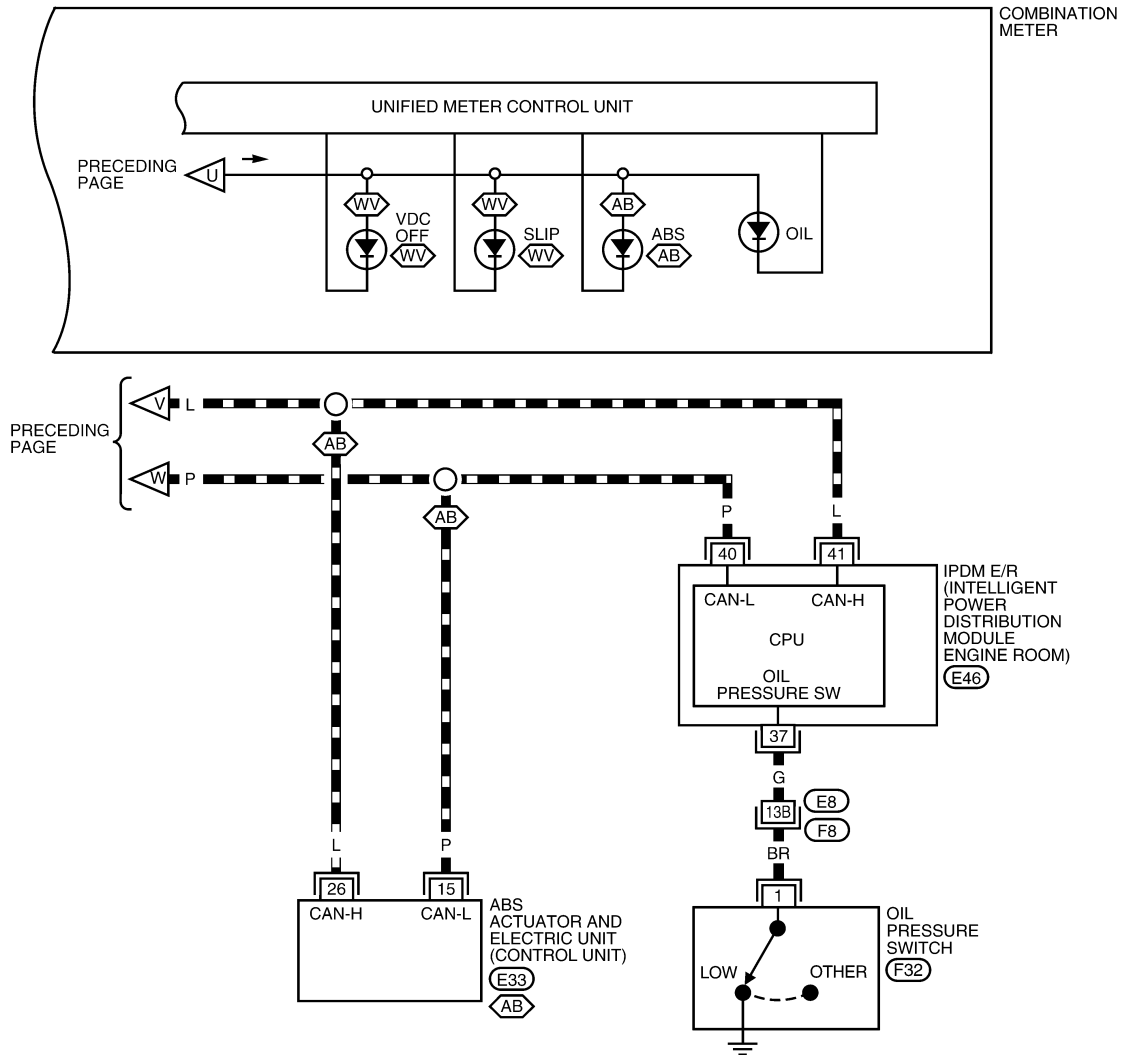 COMBINATION
METER
UNIFIED METER CONTROL UNIT
PRECEDING
PAGE
U
WV
WV
AB
VDC
OFF
WV
SLIP
WV
ABS
AB
OIL
PRECEDING
PAGE
V
L
AB
W
P
AB
P
L
40
41
IPDM E/R
(INTELLIGENT
POWER
DISTRIBUTION
MODULE
ENGINE ROOM)
E46
CAN-L
CAN-H
CPU
OIL
PRESSURE SW
37
G
13B
E8
F8
BR
1
L
P
26
15
CAN-H
CAN-L
ABS
ACTUATOR AND
ELECTRIC UNIT
(CONTROL UNIT)
E33
AB
OIL
PRESSURE
SWITCH
F32
LOW
OTHER